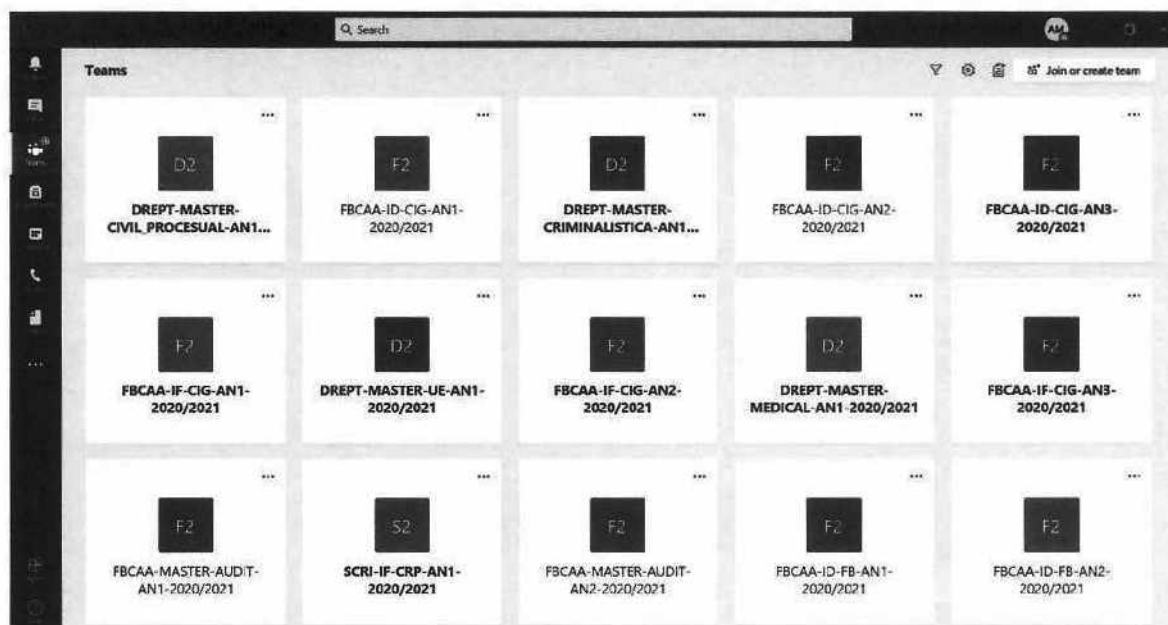 Search
AM
Teams
Join or create team
D2
DREPT-MASTER-
CIVIL_PROCESUAL-AN1...
F2
FBCAA-ID-CIG-AN1-
2020/2021
D2
DREPT-MASTER-
CRIMINALISTICA-AN1...
F2
FBCAA-ID-CIG-AN2-
2020/2021
F2
FBCAA-ID-CIG-AN3-
2020/2021
F2
FBCAA-IF-CIG-AN1-
2020/2021
D2
DREPT-MASTER-UE-AN1-
2020/2021
F2
FBCAA-IF-CIG-AN2-
2020/2021
D2
DREPT-MASTER-
MEDICAL-AN1-2020/2021
F2
FBCAA-IF-CIG-AN3-
2020/2021
F2
FBCAA-MASTER-AUDIT-
AN1-2020/2021
S2
SCRI-IF-CRP-AN1-
2020/2021
F2
FBCAA-MASTER-AUDIT-
AN2-2020/2021
F2
FBCAA-ID-FB-AN1-
2020/2021
F2
FBCAA-ID-FB-AN2-
2020/2021